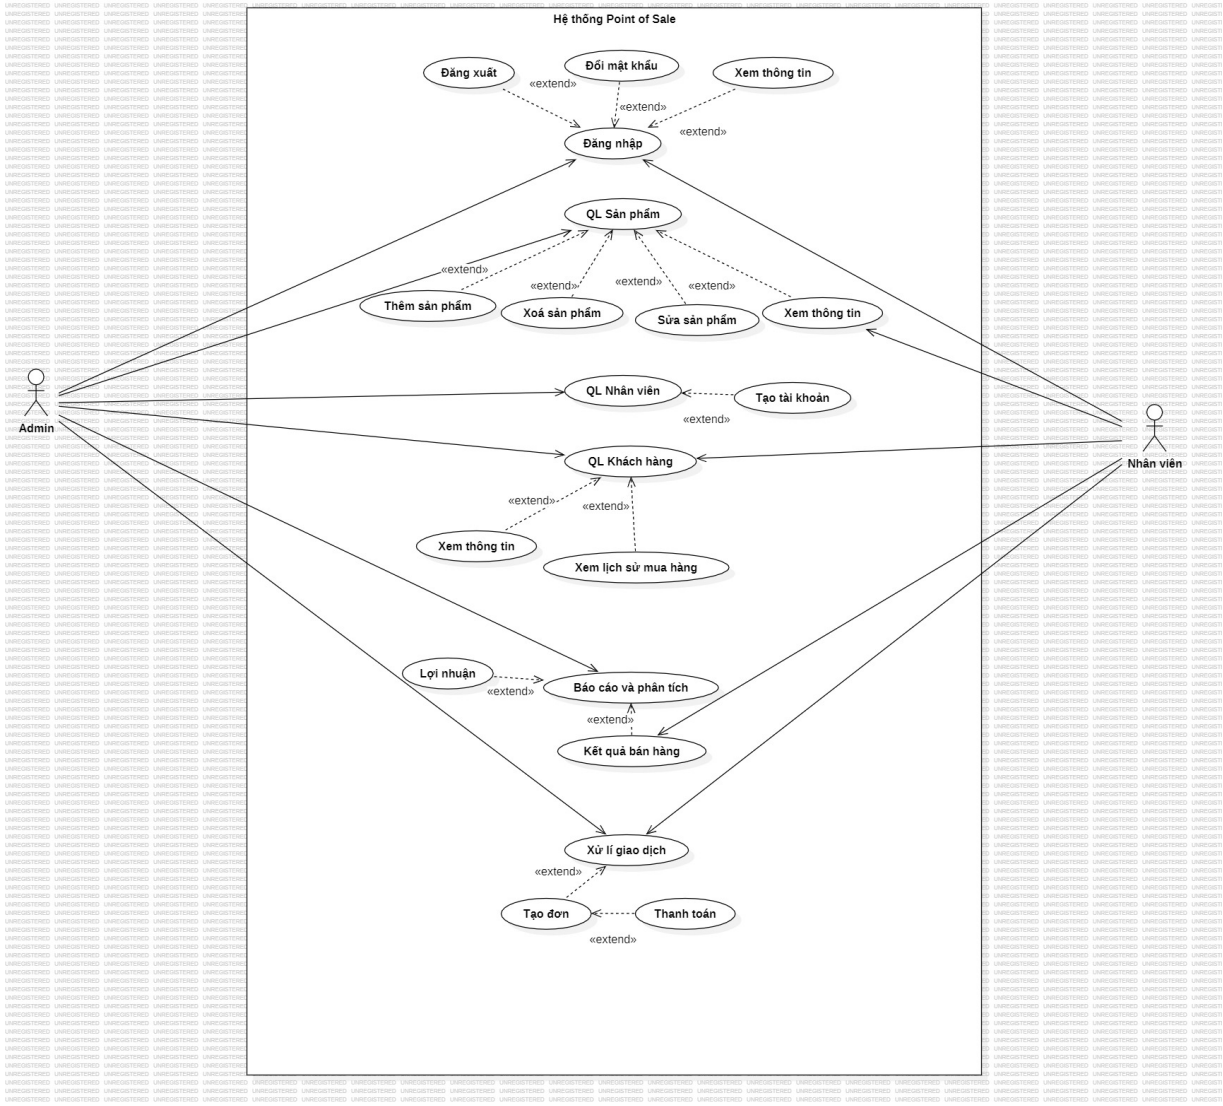 Hệ thống Point of Sale
Đăng xuất
Đổi mật khẩu
Xem thông tin
«extend»
«extend»
«extend»
Đăng nhập
QL Sản phẩm
«extend»
«extend»
«extend»
«extend»
Thêm sản phẩm
Xoá sản phẩm
Sửa sản phẩm
Xem thông tin
QL Nhân viên
Tạo tài khoản
«extend»
Admin
Nhân viên
QL Khách hàng
«extend»
«extend»
Xem thông tin
Xem lịch sử mua hàng
Lợi nhuận
«extend»
Báo cáo và phân tích
«extend»
Kết quả bán hàng
Xử lí giao dịch
«extend»
Tạo đơn
Thanh toán
«extend»
UNREGISTERED